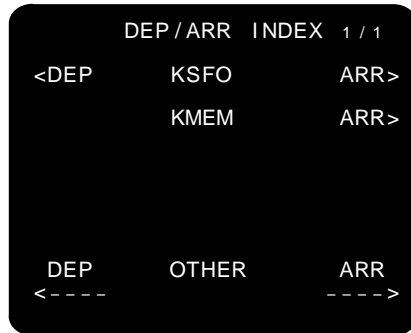 DEP/ARR INDEX 1/1
<DEP KSFO ARR>
KMEM ARR>
DEP OTHER ARR
<---- ---->